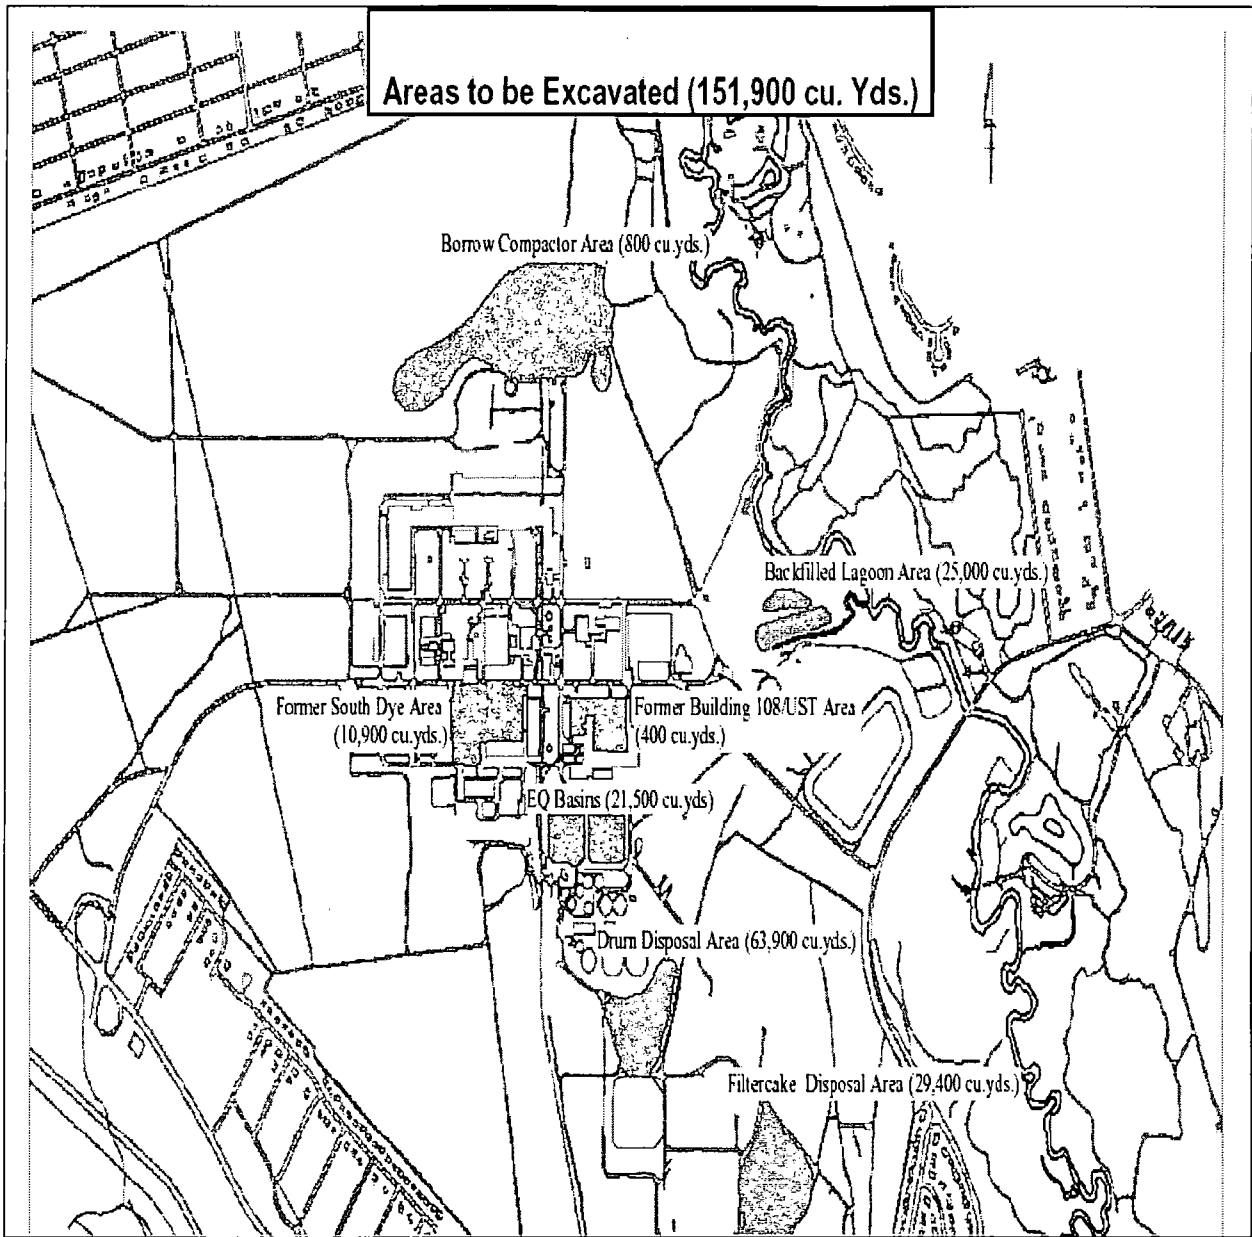 Areas to be Excavated (151,900 cu. Yds.)
Borrow Compactor Area (800 cu.yds.)
Backfilled Lagoon Area (25,000 cu.yds.)
RIVER
Former South Dye Area
(10,900 cu.yds.)
Former Building 108/UST Area
(400 cu.yds.)
EQ Basins (21,500 cu.yds)
Drum Disposal Area (63,900 cu.yds.)
Filtercake Disposal Area (29,400 cu.yds.)